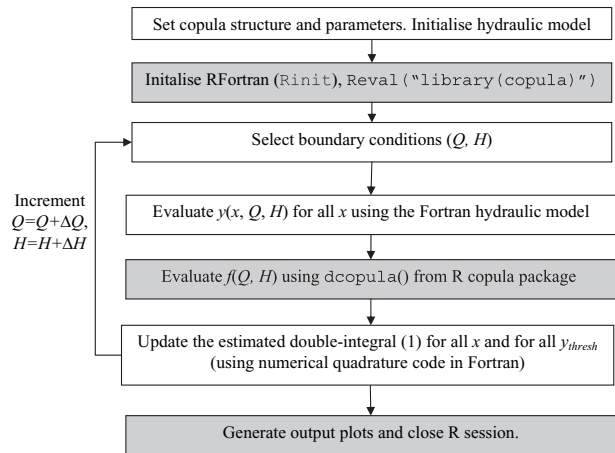 Set copula structure and parameters. Initialise hydraulic model
Initalise RFortran (Rinit), Reval(“library(copula)”)
Select boundary conditions (Q, H)
Increment
Q=Q+ΔQ,
H=H+ΔH
Evaluate y(x, Q, H) for all x using the Fortran hydraulic model
Evaluate f(Q, H) using dcopula() from R copula package
Update the estimated double-integral (1) for all x and for all ythresh
(using numerical quadrature code in Fortran)
Generate output plots and close R session.